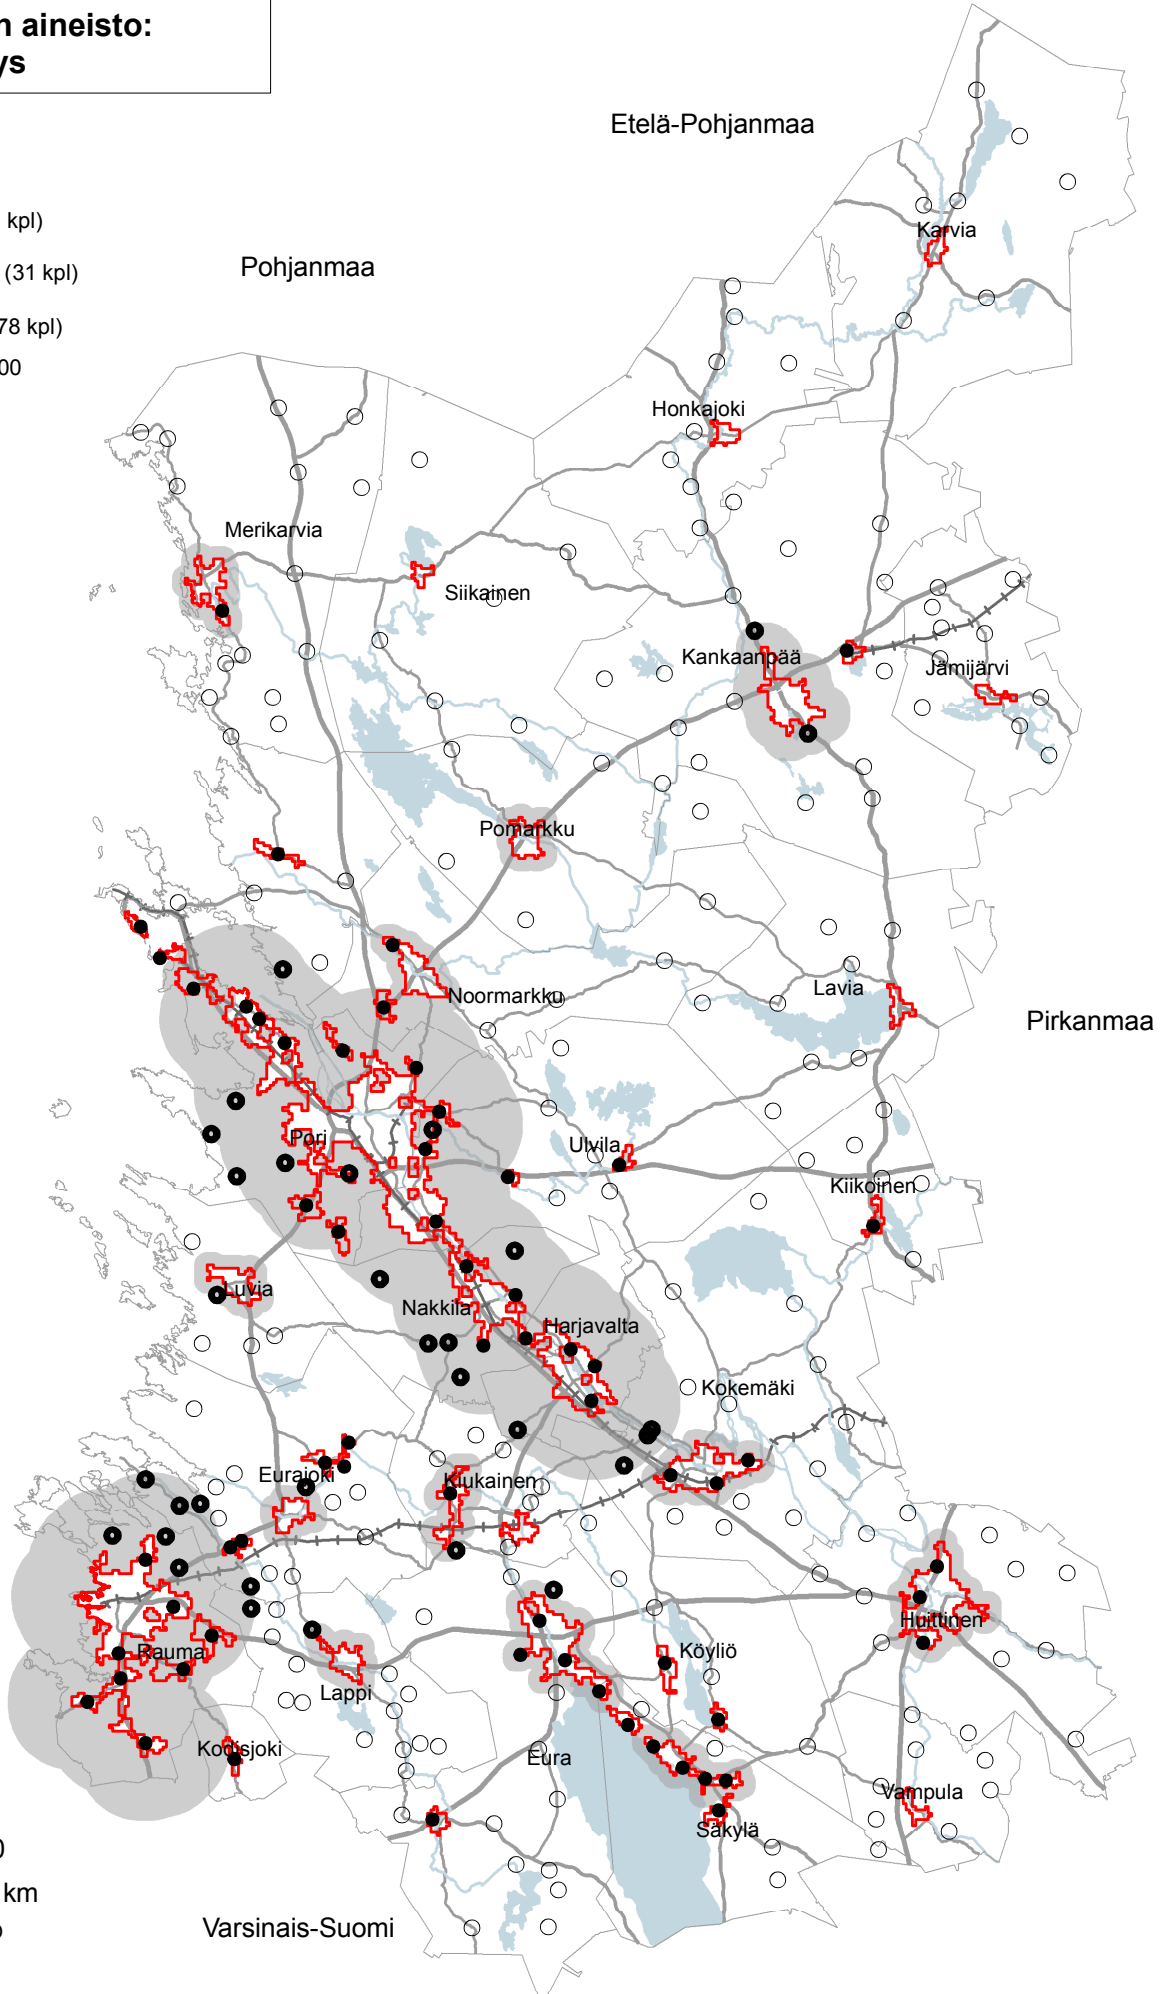 n aineisto:
ys
Etelä-Pohjanmaa
kpl)
Karvia
(31 kpl)
Pohjanmaa
78 kpl)
00
Honkajoki
Merikarvia
Siikainen
Kankaanpää
Jämijärvi
Pomarkku
Lavia
Noormarkku
Pirkanmaa
Pori
Ulvila
Kiikoinen
Luvia
Nakkila
Harjavalta
Kokemäki
Eurajoki
Kiukainen
Huittinen
Rauma
Köyliö
Lappi
Kodisjoki
Eura
Vampula
Säkylä
km
Varsinais-Suomi